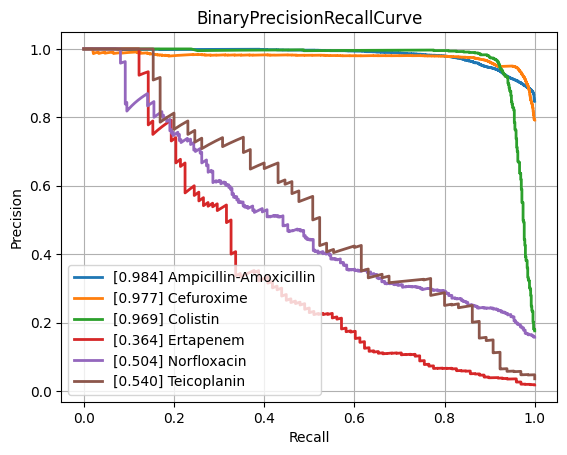 BinaryPrecisionRecallCurve
Precision
1.0
0.8
0.6
0.4
0.2
0.0
[0.984] Ampicillin-Amoxicillin
[0.977] Cefuroxime
[0.969] Colistin
[0.364] Ertapenem
[0.504] Norfloxacin
[0.540] Teicoplanin
0.0 0.2 0.4 0.6 0.8 1.0
Recall